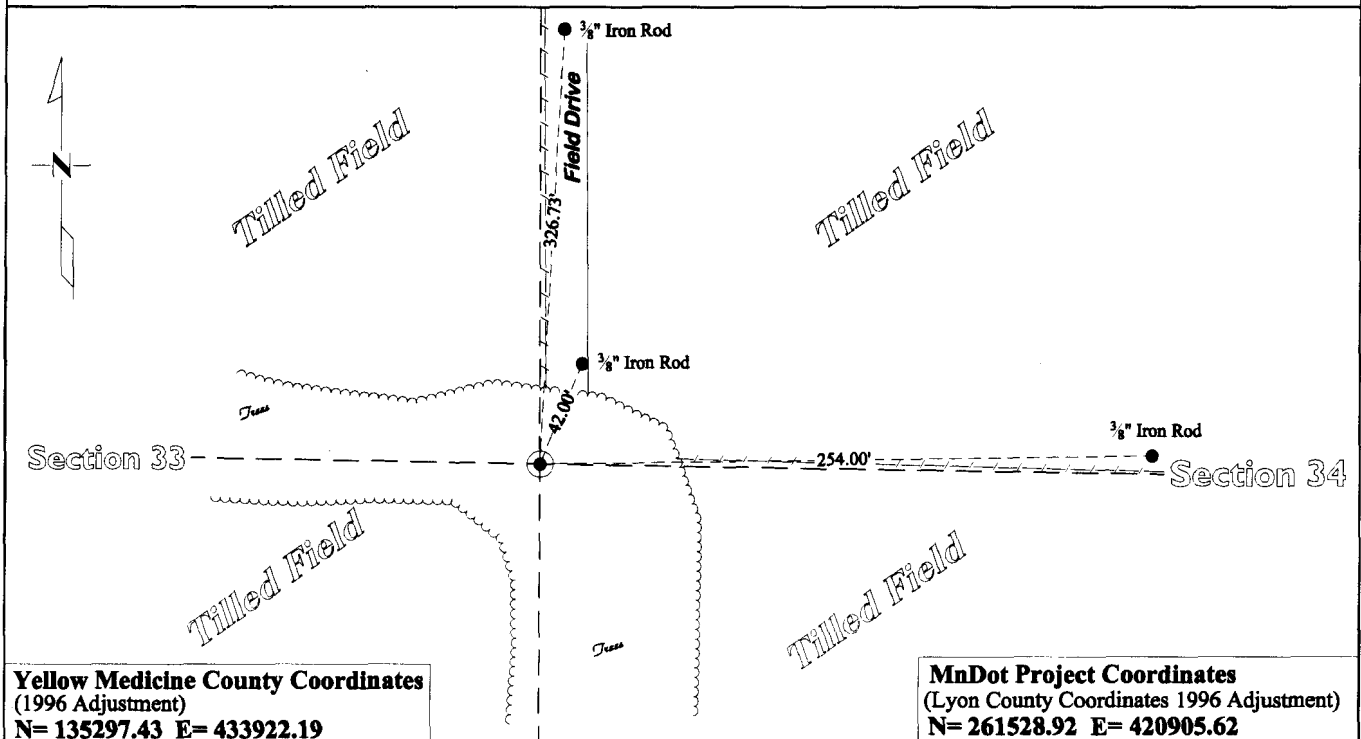 ⅜" Iron Rod
N
Tilled Field
Field Drive
326.73'
Tilled Field
⅜" Iron Rod
42.00'
Trees
Section 33
254.00'
⅜" Iron Rod
Section 34
Tilled Field
Trees
Tilled Field
Yellow Medicine County Coordinates
(1996 Adjustment)
N= 135297.43 E= 433922.19
MnDot Project Coordinates
(Lyon County Coordinates 1996 Adjustment)
N= 261528.92 E= 420905.62